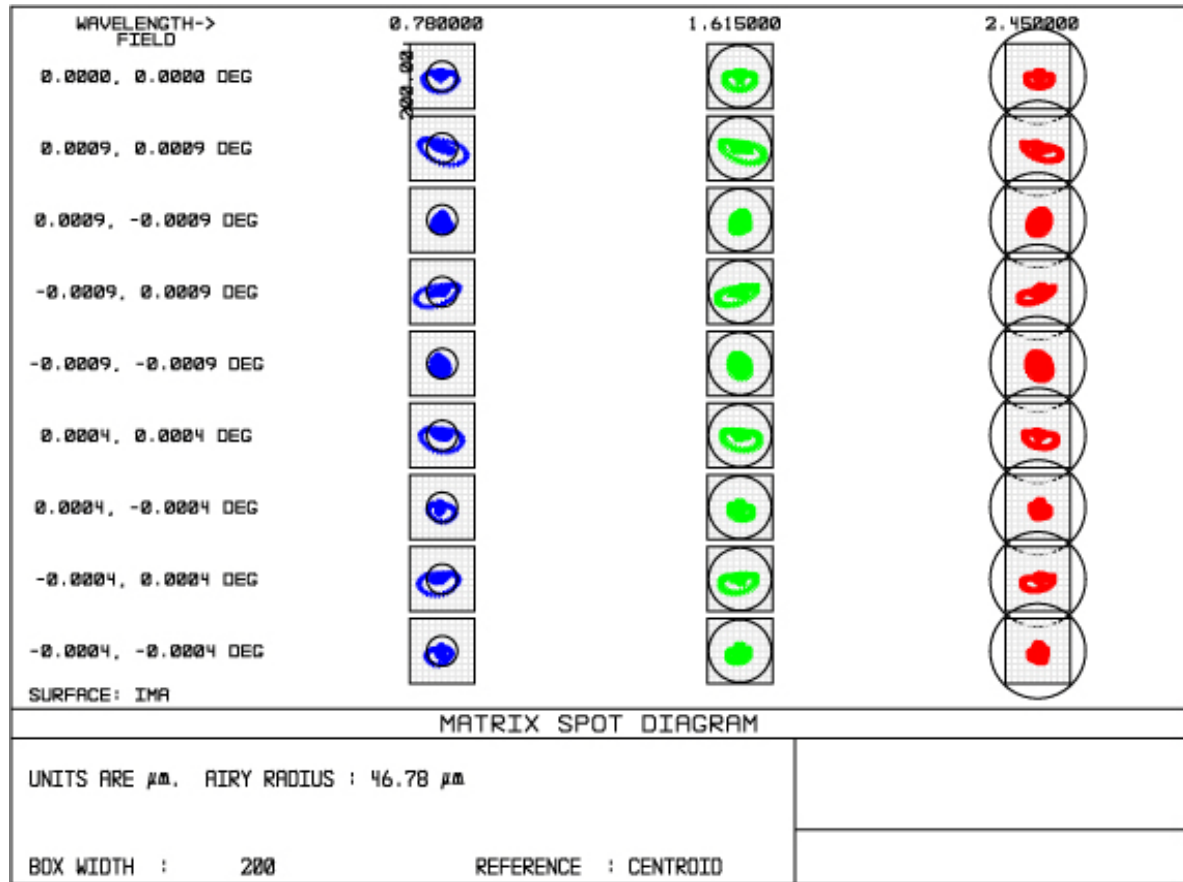 WAVELENGTH-> 0.780000 1.615000 2.450000
FIELD
0.0000, 0.0000 DEG
200.00
0.0009, 0.0009 DEG
0.0009, -0.0009 DEG
-0.0009, 0.0009 DEG
-0.0009, -0.0009 DEG
0.0004, 0.0004 DEG
0.0004, -0.0004 DEG
-0.0004, 0.0004 DEG
-0.0004, -0.0004 DEG
SURFACE: IMA
MATRIX SPOT DIAGRAM
UNITS ARE µm. AIRY RADIUS : 46.78 µm
BOX WIDTH : 200 REFERENCE : CENTROID